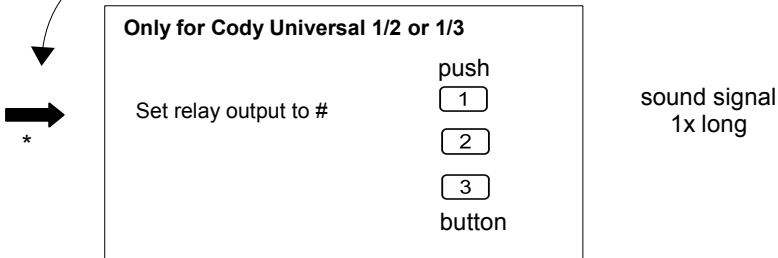 Only for Cody Universal 1/2 or 1/3
push
Set relay output to #
1
2
3
button
*
sound signal
1x long